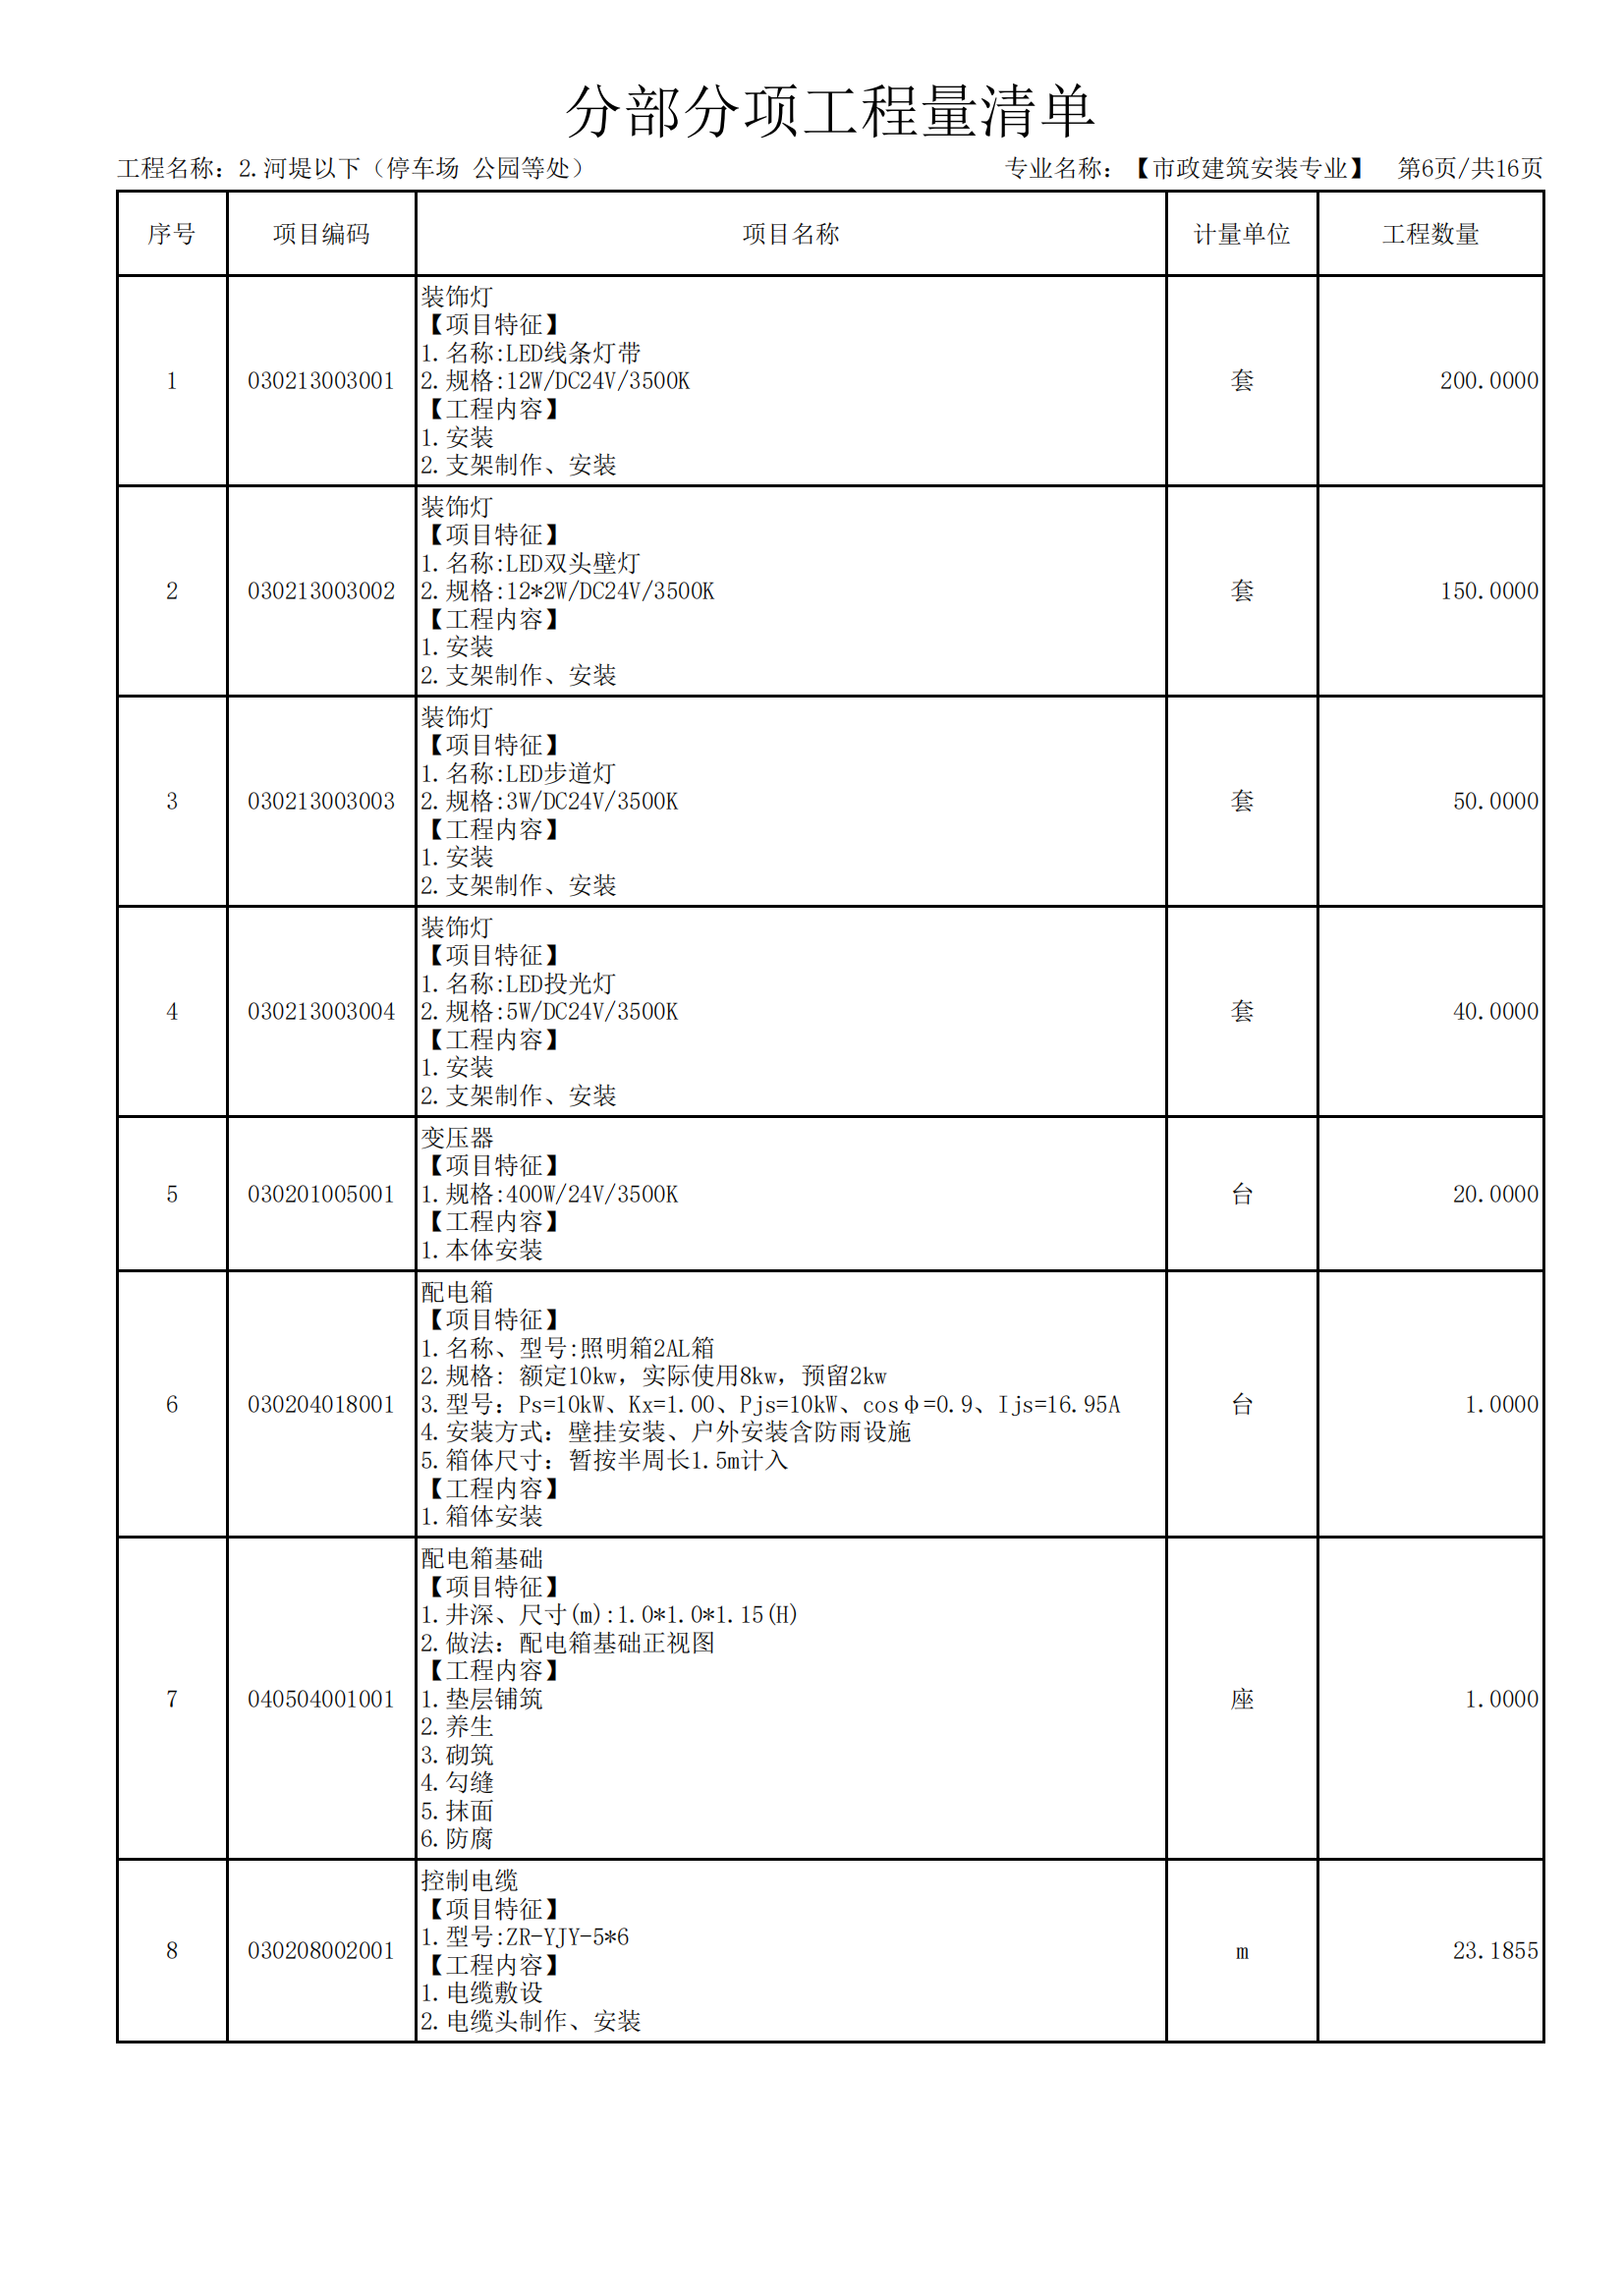 分部分项工程量清单
工程名称：2.河堤以下（停车场 公园等处） 专业名称：【市政建筑安装专业】 第6页/共16页
序号 项目编码 项目名称 计量单位 工程数量
装饰灯
【项目特征】
1.名称:LED线条灯带
1 030213003001 2.规格:12W/DC24V/3500K 套 200.0000
【工程内容】
1.安装
2.支架制作、安装
装饰灯
【项目特征】
1.名称:LED双头壁灯
2 030213003002 2.规格:12*2W/DC24V/3500K 套 150.0000
【工程内容】
1.安装
2.支架制作、安装
装饰灯
【项目特征】
1.名称:LED步道灯
3 030213003003 2.规格:3W/DC24V/3500K 套 50.0000
【工程内容】
1.安装
2.支架制作、安装
装饰灯
【项目特征】
1.名称:LED投光灯
4 030213003004 2.规格:5W/DC24V/3500K 套 40.0000
【工程内容】
1.安装
2.支架制作、安装
变压器
【项目特征】
5 030201005001 1.规格:400W/24V/3500K 台 20.0000
【工程内容】
1.本体安装
配电箱
【项目特征】
1.名称、型号:照明箱2AL箱
2.规格: 额定10kw，实际使用8kw，预留2kw
6 030204018001 3.型号：Ps=10kW、Kx=1.00、Pjs=10kW、cosφ=0.9、Ijs=16.95A 台 1.0000
4.安装方式：壁挂安装、户外安装含防雨设施
5.箱体尺寸：暂按半周长1.5m计入
【工程内容】
1.箱体安装
配电箱基础
【项目特征】
1.井深、尺寸(m):1.0*1.0*1.15(H)
2.做法：配电箱基础正视图
【工程内容】
7 040504001001 1.垫层铺筑 座 1.0000
2.养生
3.砌筑
4.勾缝
5.抹面
6.防腐
控制电缆
【项目特征】
1.型号:ZR-YJY-5*6
8 030208002001 【工程内容】 m 23.1855
1.电缆敷设
2.电缆头制作、安装